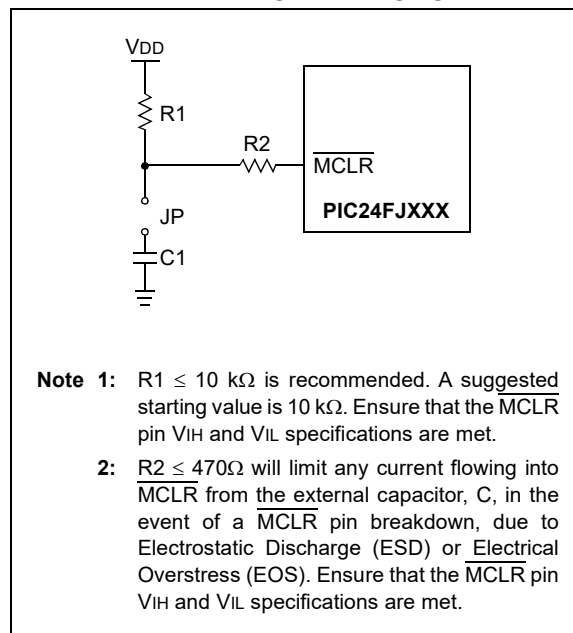 VDD
R1
R2
MCLR
JP
PIC24FJXXX
C1
Note 1: R1 ≤ 10 kΩ is recommended. A suggested
starting value is 10 kΩ. Ensure that the MCLR
pin VIH and VIL specifications are met.
2: R2 ≤ 470Ω will limit any current flowing into
MCLR from the external capacitor, C, in the
event of a MCLR pin breakdown, due to
Electrostatic Discharge (ESD) or Electrical
Overstress (EOS). Ensure that the MCLR pin
VIH and VIL specifications are met.